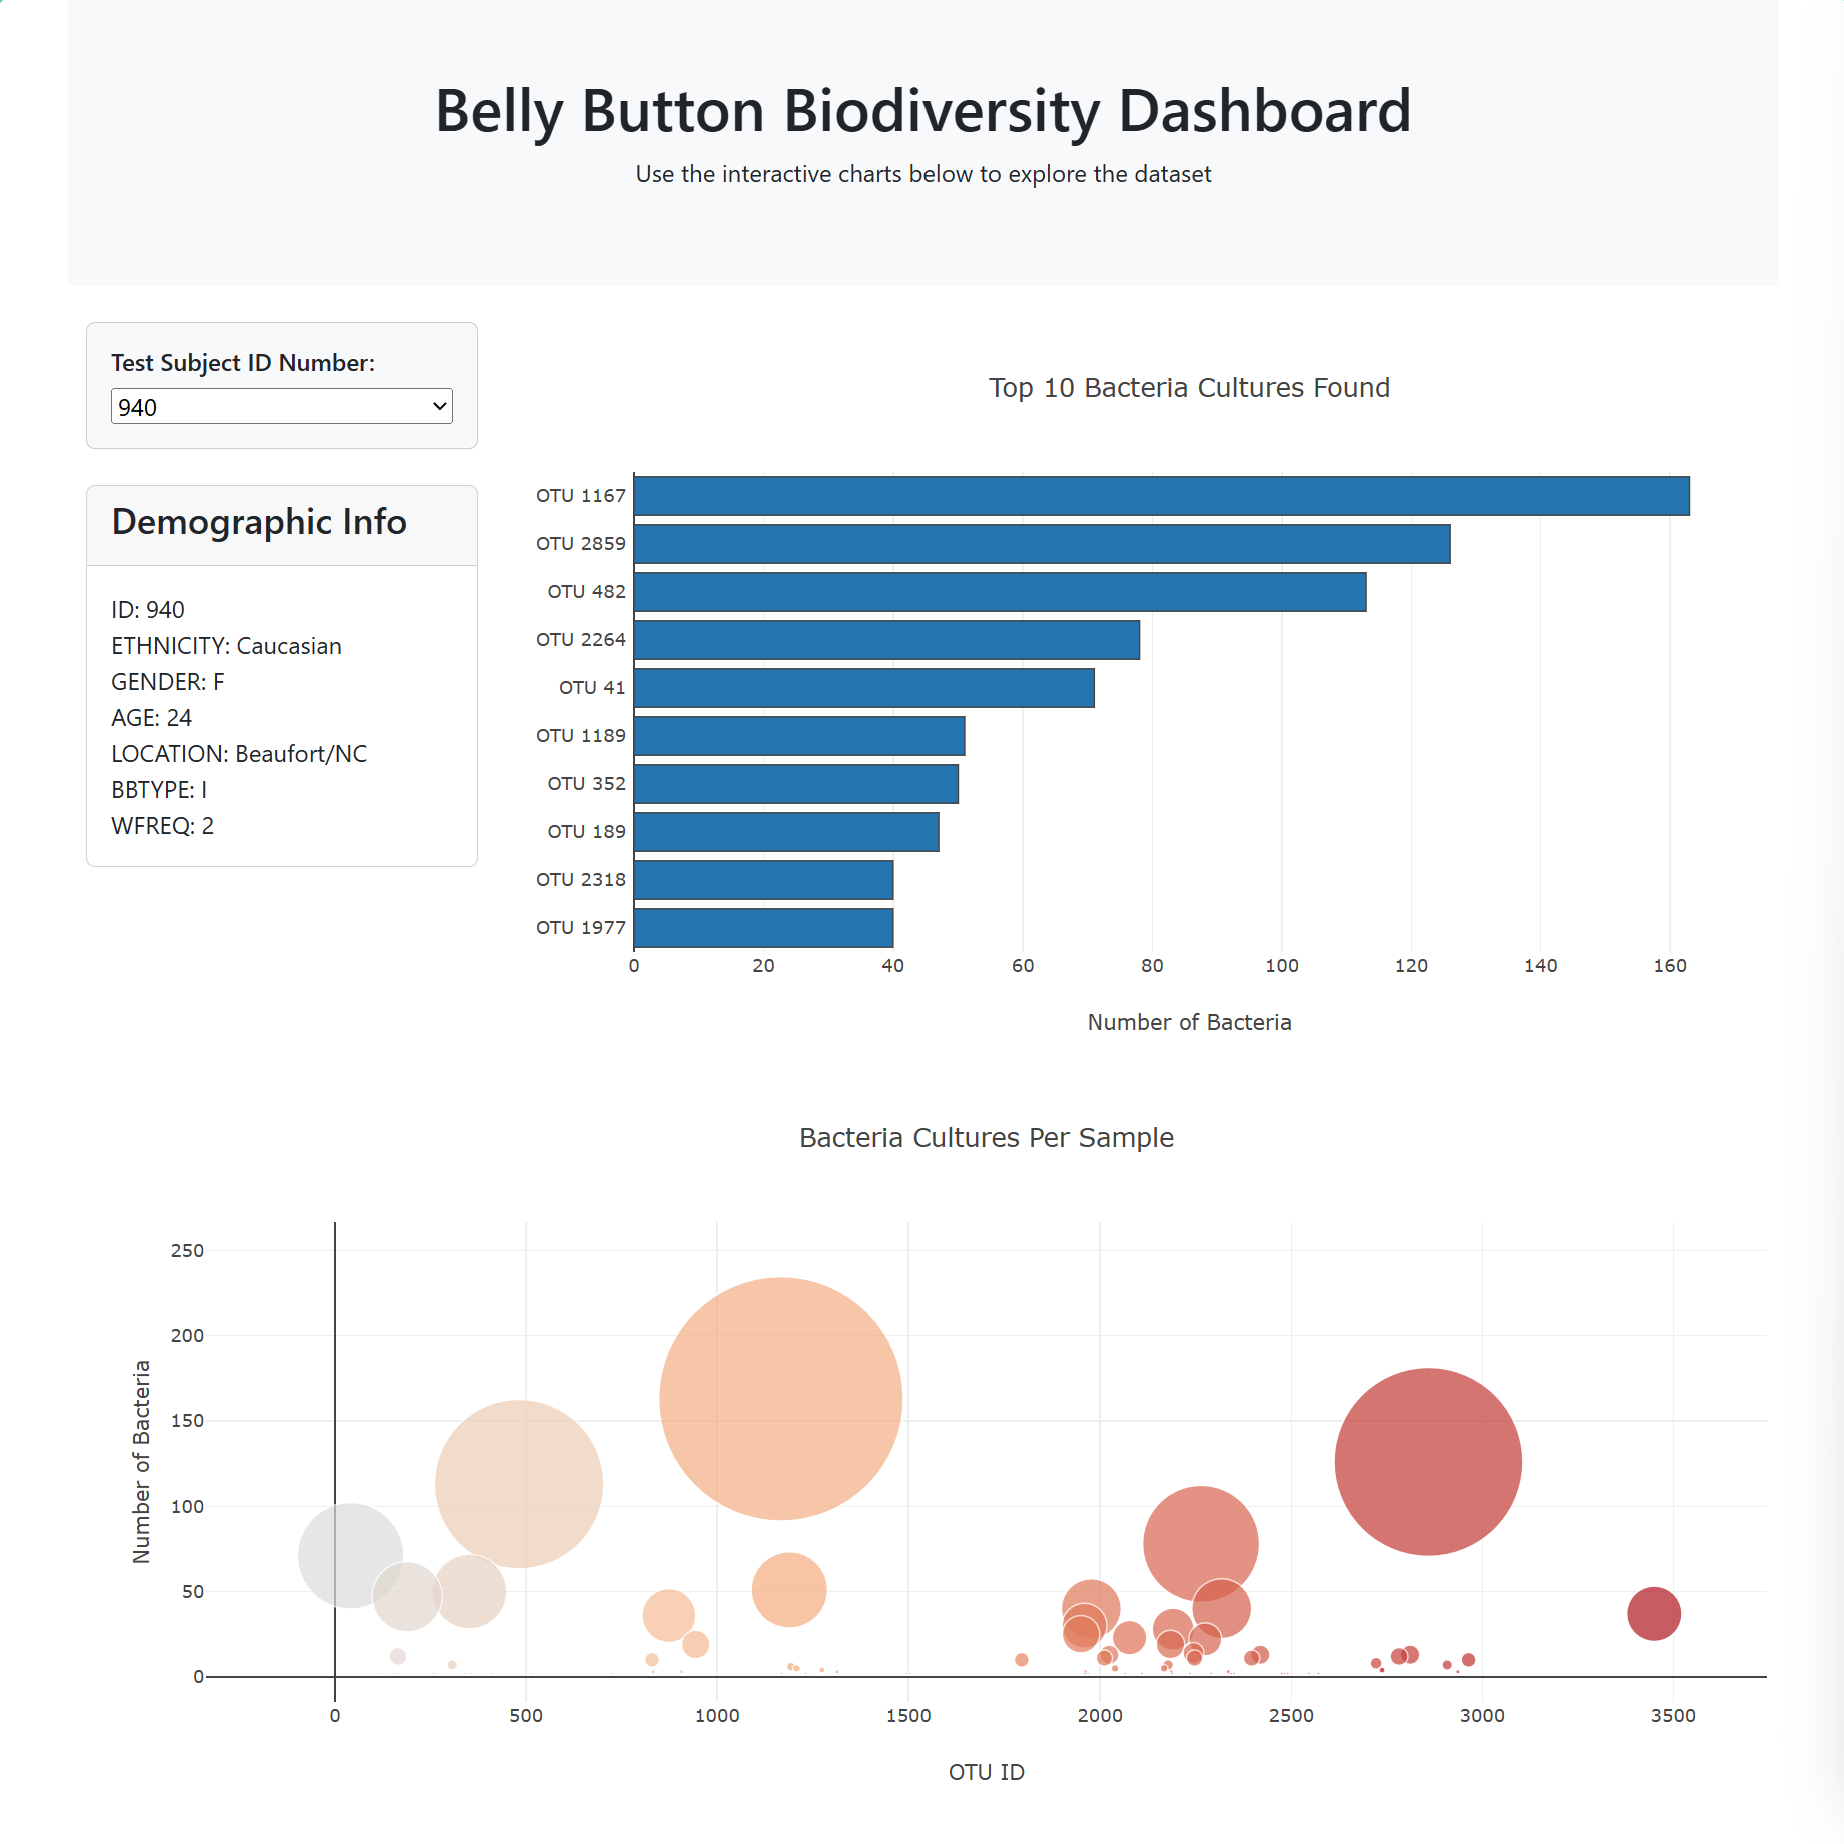 Belly Button Biodiversity Dashboard
Use the interactive charts below to explore the dataset
Test Subject ID Number:
940
Demographic Info
ID: 940
ETHNICITY: Caucasian
GENDER: F
AGE: 24
LOCATION: Beaufort/NC
BBTYPE: I
WFREQ: 2
Top 10 Bacteria Cultures Found
OTU 1167
OTU 2859
OTU 482
OTU 2264
OTU 41
OTU 1189
OTU 352
OTU 189
OTU 2318
OTU 1977
0 20 40 60 80 100 120 140 160
Number of Bacteria
Bacteria Cultures Per Sample
Number of Bacteria
250
200
150
100
50
0
0 500 1000 1500 2000 2500 3000 3500
OTU ID